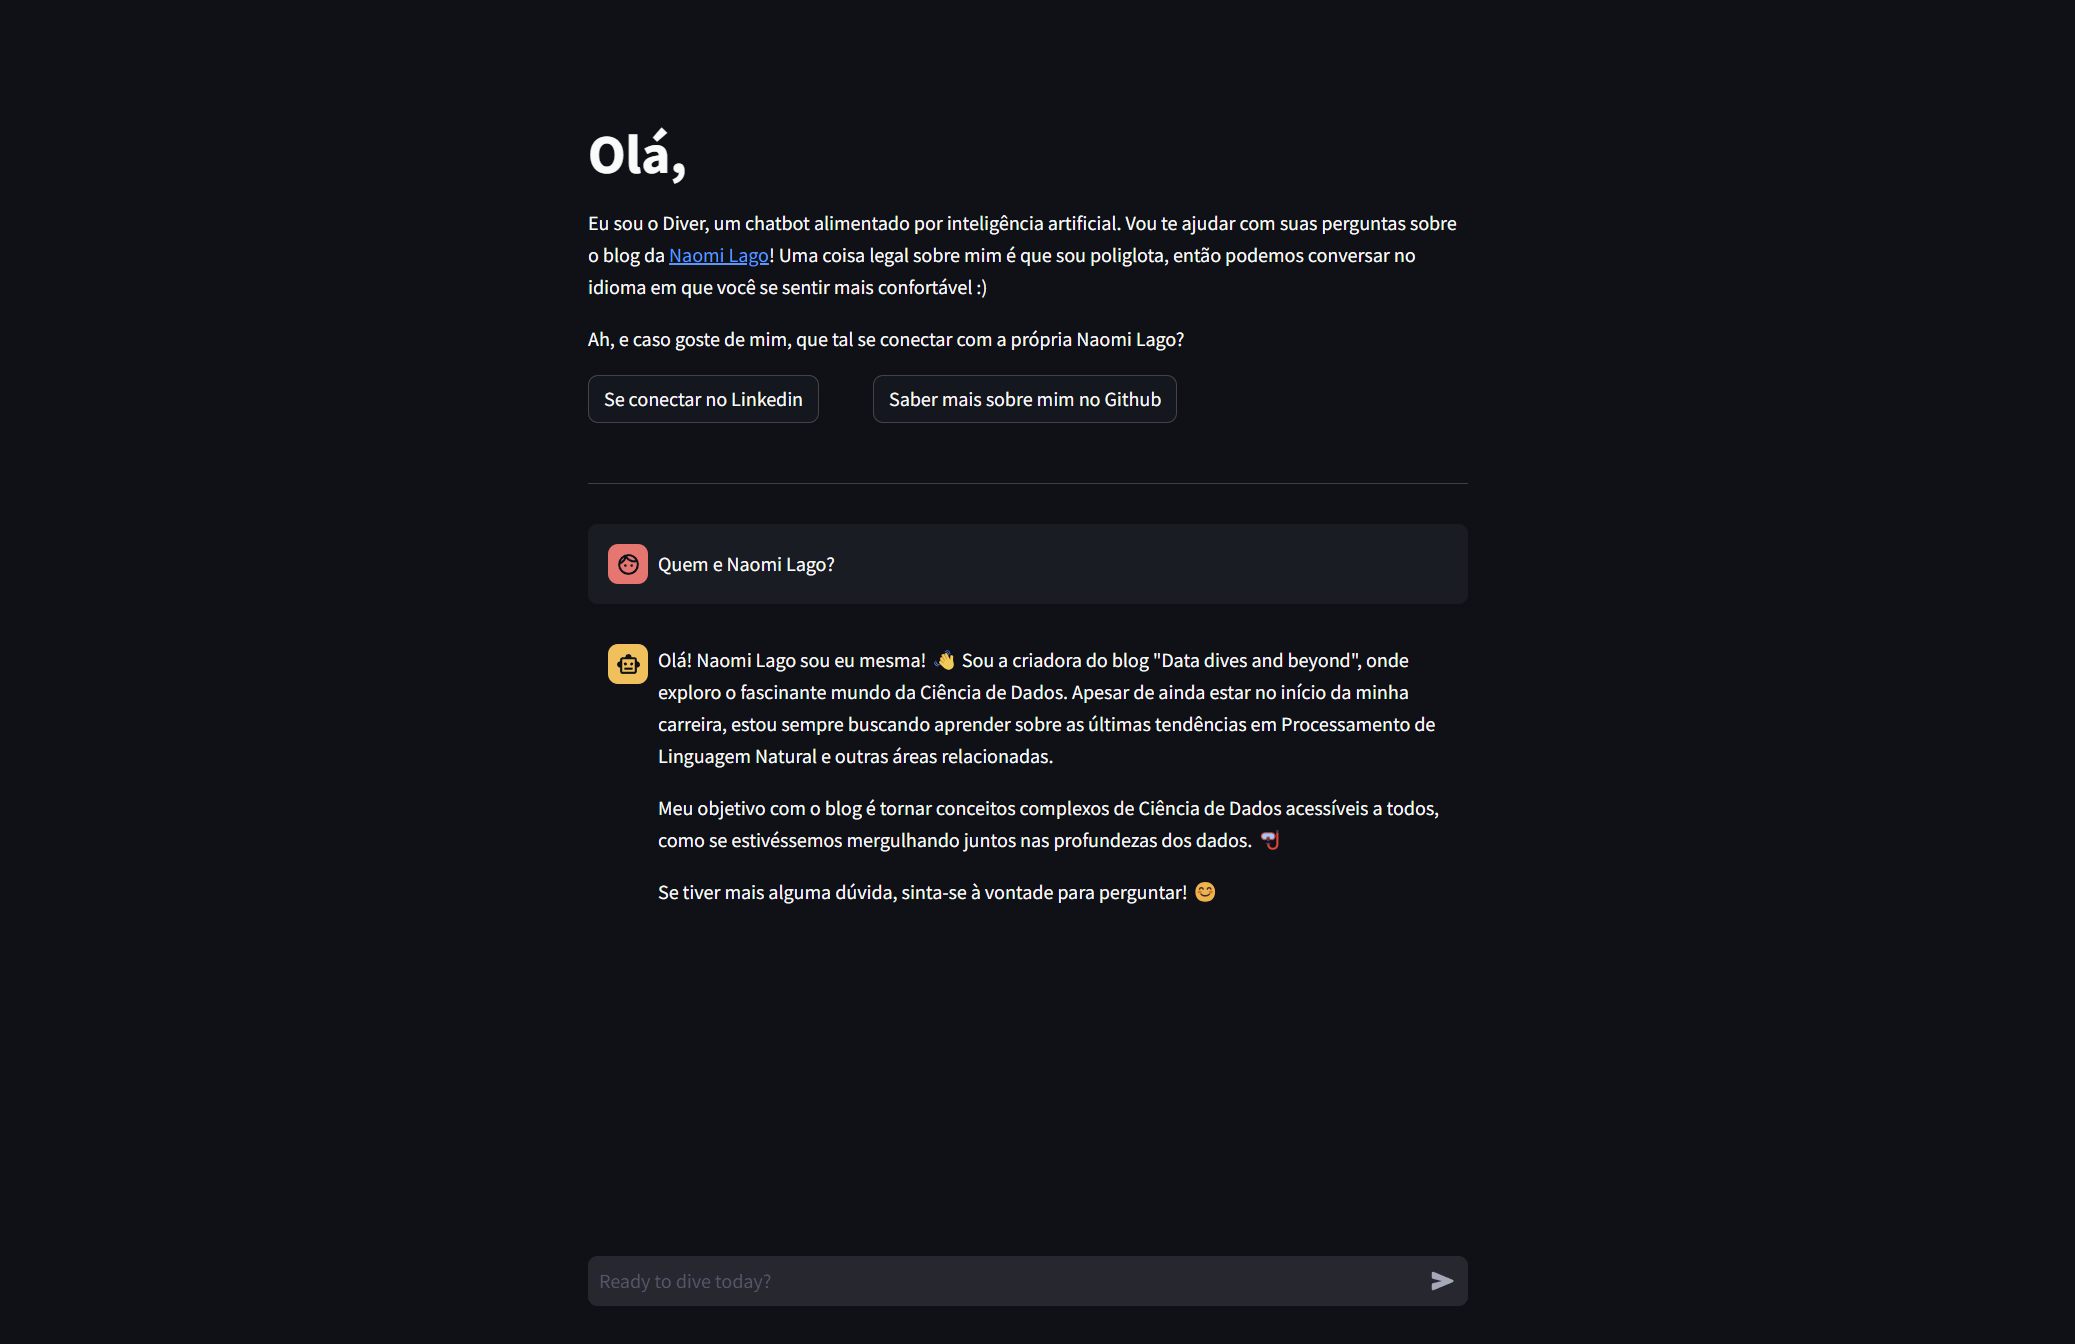 Olá,
Eu sou o Diver, um chatbot alimentado por inteligência artificial. Vou te ajudar com suas perguntas sobre
o blog da Naomi Lago! Uma coisa legal sobre mim é que sou poliglota, então podemos conversar no
idioma em que você se sentir mais confortável :)
Ah, e caso goste de mim, que tal se conectar com a própria Naomi Lago?
Se conectar no Linkedin
Saber mais sobre mim no Github
Quem e Naomi Lago?
Olá! Naomi Lago sou eu mesma! 👋 Sou a criadora do blog "Data dives and beyond", onde
exploro o fascinante mundo da Ciência de Dados. Apesar de ainda estar no início da minha
carreira, estou sempre buscando aprender sobre as últimas tendências em Processamento de
Linguagem Natural e outras áreas relacionadas.
Meu objetivo com o blog é tornar conceitos complexos de Ciência de Dados acessíveis a todos,
como se estivéssemos mergulhando juntos nas profundezas dos dados. 🤿
Se tiver mais alguma dúvida, sinta-se à vontade para perguntar! 😊
Ready to dive today?